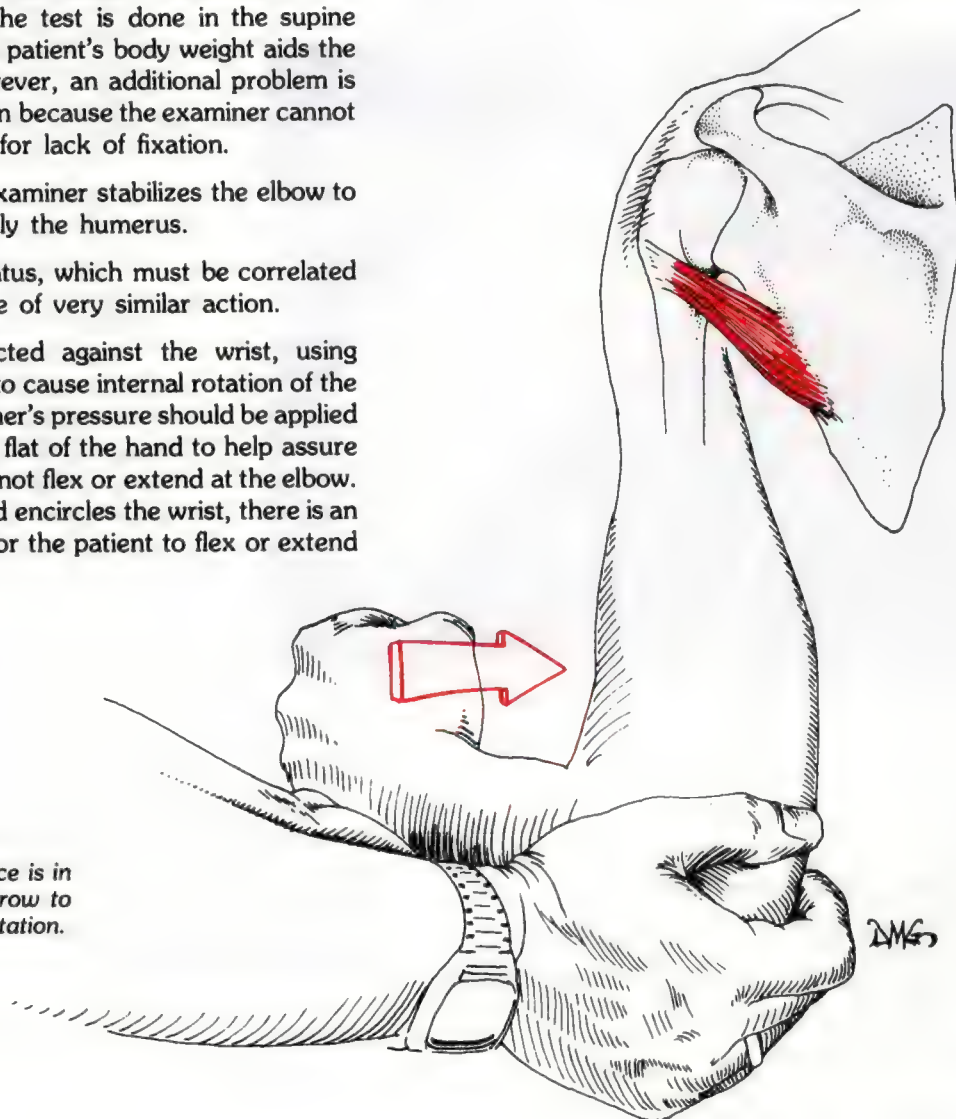 he test is done in the supine
patient's body weight aids the
ever, an additional problem is
n because the examiner cannot
for lack of fixation.
xaminer stabilizes the elbow to
ly the humerus.
atus, which must be correlated
e of very similar action.
cted against the wrist, using
to cause internal rotation of the
ner's pressure should be applied
flat of the hand to help assure
not flex or extend at the elbow.
d encircles the wrist, there is an
or the patient to flex or extend
ce is in
rrow to
tation.
DMG